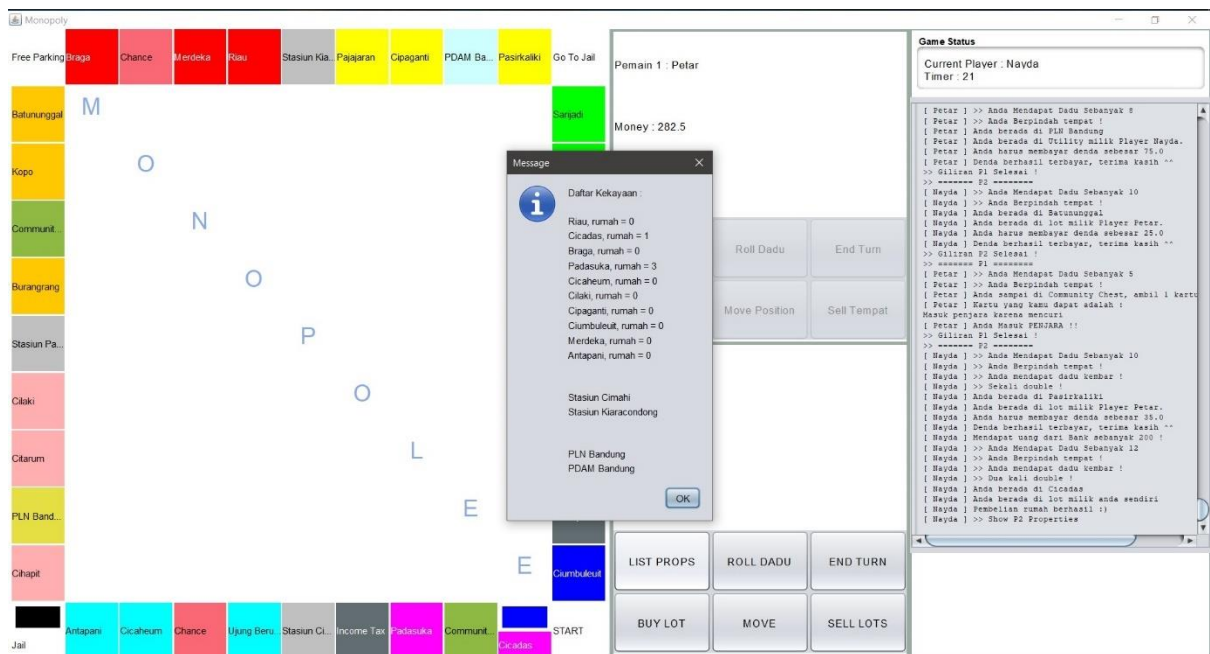 Monopoly
Free Parking
Braga
Chance
Merdeka
Riau
Stasiun Kia...
Pajajaran
Cipaganti
PDAM Ba...
Pasirkaliki
Go To Jail
Batununggal
Kopo
Communit...
Burangrang
Stasiun Pa...
Cilaki
Citarum
PLN Band...
Cihapit
M
O
N
O
P
O
L
E
E
Sarijadi
Ciumbuleuit
Jail
Antapani
Cicaheum
Chance
Ujung Beru...
Stasiun Ci...
Income Tax
Padasuka
Communit...
Cicadas
START
Pemain 1 : Petar
Money : 282.5
Roll Dadu
End Turn
Move Position
Sell Tempat
Message
Daftar Kekayaan :
Riau, rumah = 0
Cicadas, rumah = 1
Braga, rumah = 0
Padasuka, rumah = 3
Cicaheum, rumah = 0
Cilaki, rumah = 0
Cipaganti, rumah = 0
Ciumbuleuit, rumah = 0
Merdeka, rumah = 0
Antapani, rumah = 0
Stasiun Cimahi
Stasiun Kiaracondong
PLN Bandung
PDAM Bandung
OK
LIST PROPS
ROLL DADU
END TURN
BUY LOT
MOVE
SELL LOTS
Game Status
Current Player : Nayda
Timer : 21
[ Petar ] >> Anda Mendapat Dadu Sebanyak 8
[ Petar ] >> Anda Berpindah tempat !
[ Petar ] Anda berada di PLN Bandung
[ Petar ] Anda berada di Utility milik Player Nayda.
[ Petar ] Anda harus membayar denda sebesar 75.0
[ Petar ] Denda berhasil terbayar, terima kasih ^^
>> Giliran P1 Selesai !
>> ======= P2 ========
[ Nayda ] >> Anda Mendapat Dadu Sebanyak 10
[ Nayda ] >> Anda Berpindah tempat !
[ Nayda ] Anda berada di Batununggal
[ Nayda ] Anda berada di lot milik Player Petar.
[ Nayda ] Anda harus membayar denda sebesar 25.0
[ Nayda ] Denda berhasil terbayar, terima kasih ^^
>> Giliran P2 Selesai !
>> ======= P1 ========
[ Petar ] >> Anda Mendapat Dadu Sebanyak 5
[ Petar ] >> Anda Berpindah tempat !
[ Petar ] Anda sampai di Community Chest, ambil 1 kartu
[ Petar ] Kartu yang kamu dapat adalah :
Masuk penjara karena mencuri
[ Petar ] Anda Masuk PENJARA !!
>> Giliran P1 Selesai !
>> ======= P2 ========
[ Nayda ] >> Anda Mendapat Dadu Sebanyak 10
[ Nayda ] >> Anda Berpindah tempat !
[ Nayda ] >> Anda mendapat dadu kembar !
[ Nayda ] >> Sekali double !
[ Nayda ] Anda berada di Pasirkaliki
[ Nayda ] Anda berada di lot milik Player Petar.
[ Nayda ] Anda harus membayar denda sebesar 35.0
[ Nayda ] Denda berhasil terbayar, terima kasih ^^
[ Nayda ] Mendapat uang dari Bank sebanyak 200 !
[ Nayda ] >> Anda Mendapat Dadu Sebanyak 12
[ Nayda ] >> Anda Berpindah tempat !
[ Nayda ] >> Anda mendapat dadu kembar !
[ Nayda ] >> Dua kali double !
[ Nayda ] Anda berada di Cicadas
[ Nayda ] Anda berada di lot milik anda sendiri
[ Nayda ] Pembelian rumah berhasil :)
[ Nayda ] >> Show P2 Properties